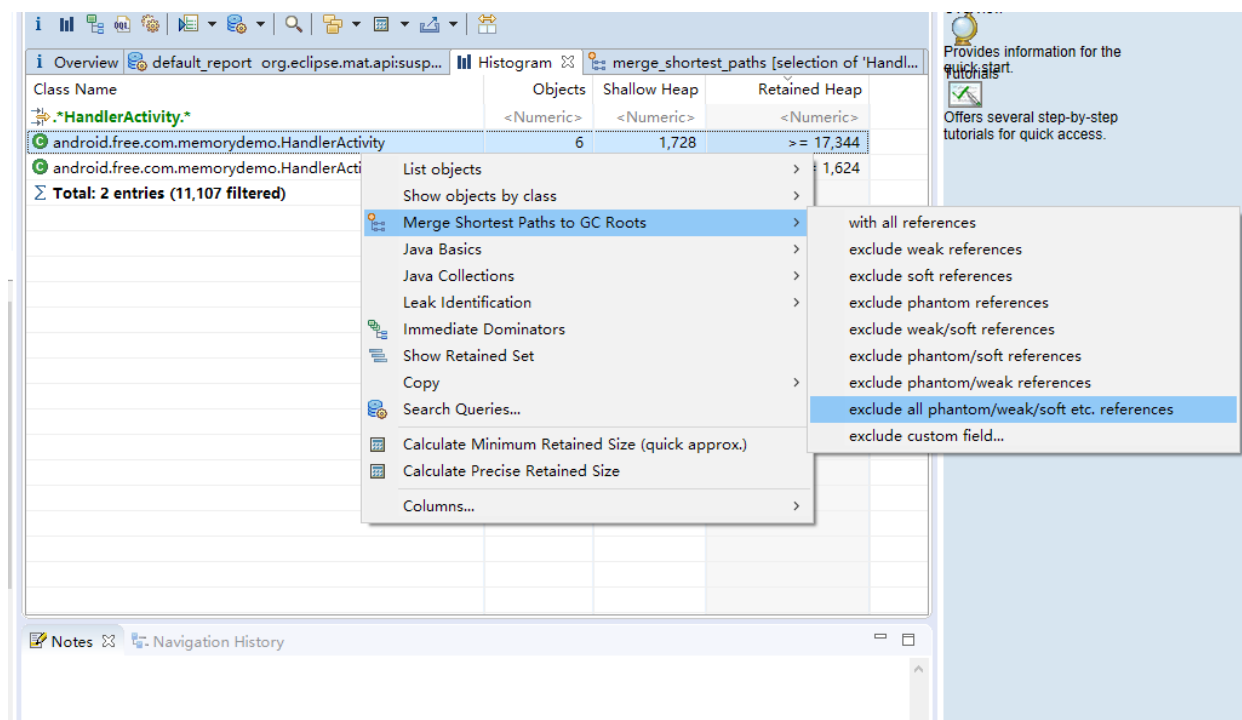 i Overview default_report org.eclipse.mat.api:susp... Histogram merge_shortest_paths [selection of 'Handl...
Class Name Objects Shallow Heap Retained Heap
.*HandlerActivity.* <Numeric> <Numeric> <Numeric>
android.free.com.memorydemo.HandlerActivity 6 1,728 >= 17,344
android.free.com.memorydemo.HandlerActi 1,624
∑ Total: 2 entries (11,107 filtered)
List objects
Show objects by class
Merge Shortest Paths to GC Roots
Java Basics
Java Collections
Leak Identification
Immediate Dominators
Show Retained Set
Copy
Search Queries...
Calculate Minimum Retained Size (quick approx.)
Calculate Precise Retained Size
Columns...
with all references
exclude weak references
exclude soft references
exclude phantom references
exclude weak/soft references
exclude phantom/soft references
exclude phantom/weak references
exclude all phantom/weak/soft etc. references
exclude custom field...
Provides information for the
quick start.
Tutorials
Offers several step-by-step
tutorials for quick access.
Notes Navigation History